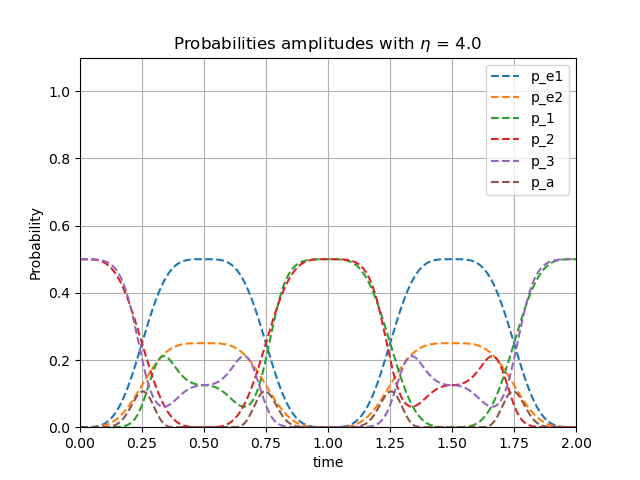 Probabilities amplitudes with η = 4.0
Probability
1.0
0.8
0.6
0.4
0.2
0.0
0.00 0.25 0.50 0.75 1.00 1.25 1.50 1.75 2.00
time
p_e1
p_e2
p_1
p_2
p_3
p_a